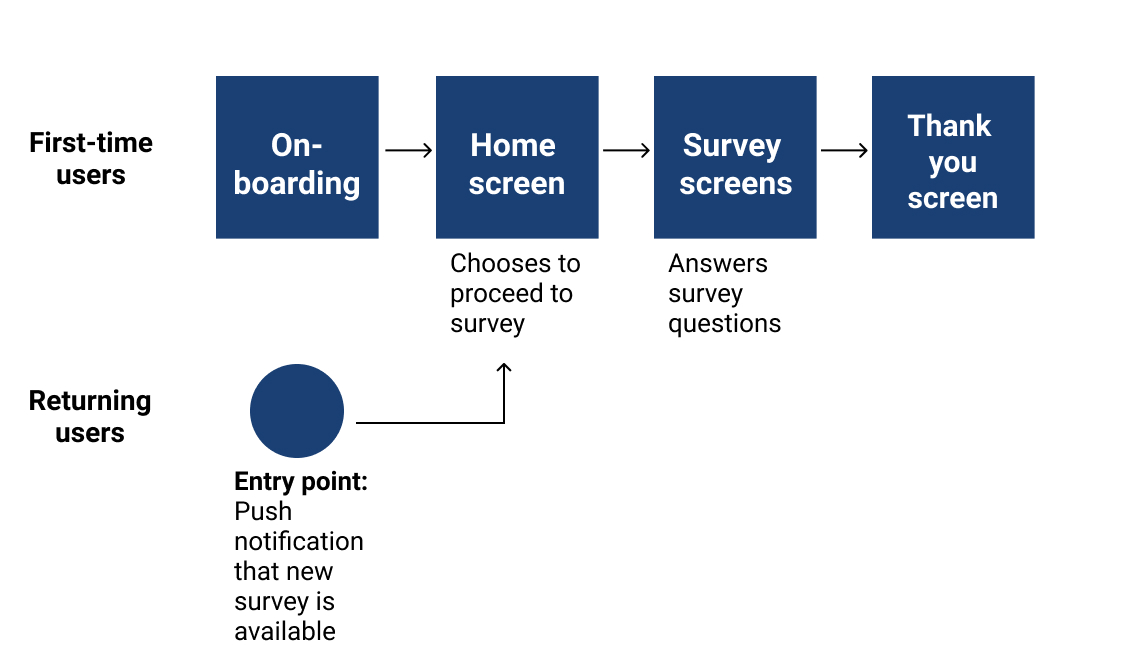 First-time
users
On-
boarding
Home
screen
Survey
screens
Thank
you
screen
Chooses to
proceed to
survey
Answers
survey
questions
Returning
users
Entry point:
Push
notification
that new
survey is
available